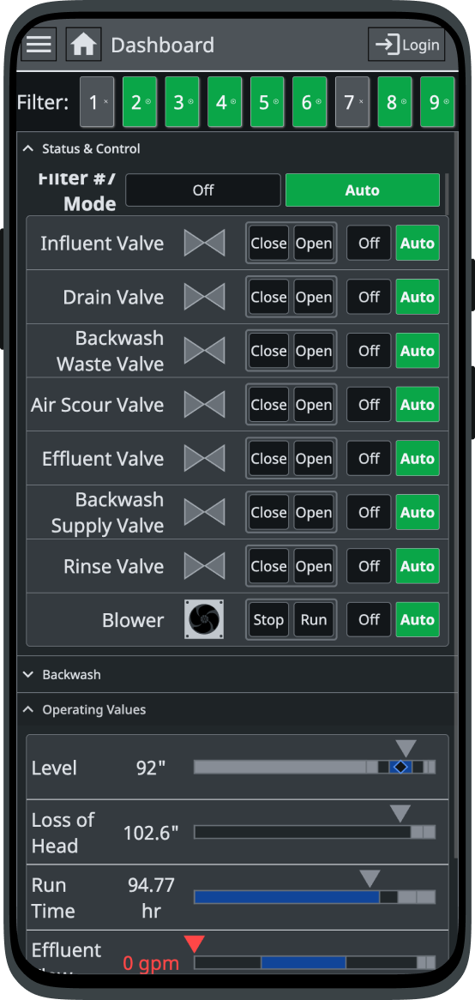 Dashboard
Login
Filter: 1 2 3 4 5 6 7 8 9
Status & Control
Filter #7
Mode
Off Auto
Influent Valve Close Open Off Auto
Drain Valve Close Open Off Auto
Backwash
Waste Valve Close Open Off Auto
Air Scour Valve Close Open Off Auto
Effluent Valve Close Open Off Auto
Backwash
Supply Valve Close Open Off Auto
Rinse Valve Close Open Off Auto
Blower Stop Run Off Auto
Backwash
Operating Values
Level 92"
Loss of
Head 102.6"
Run
Time
94.77
hr
Effluent
0 gpm